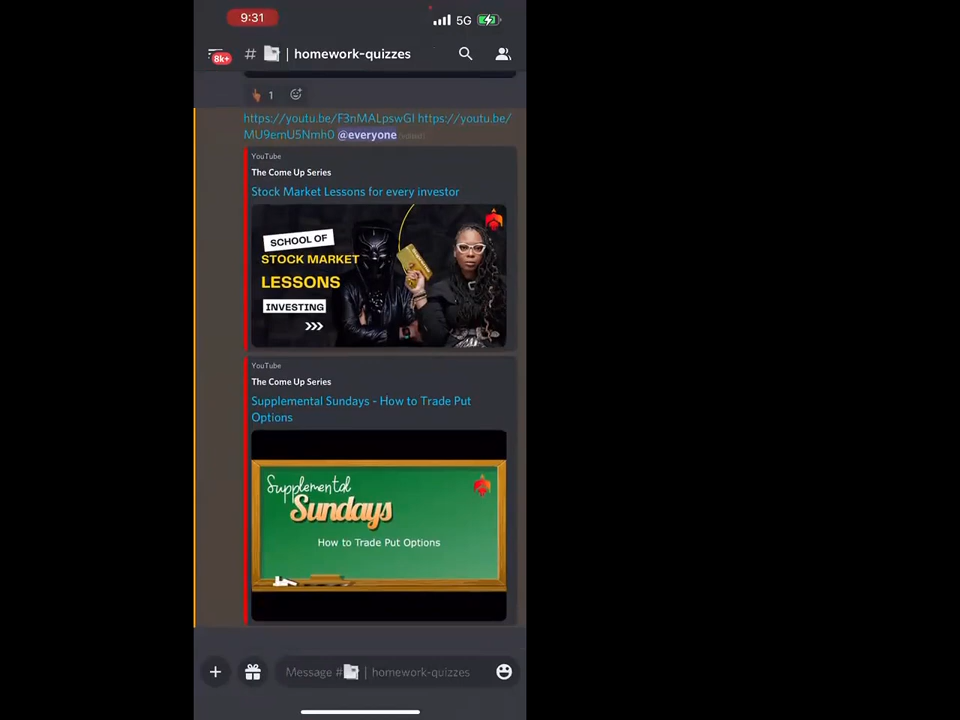 9:31
5G
8k+
# | homework-quizzes
1
https://youtu.be/F3nMALpswGI https://youtu.be/
MU9emU5Nmh0 @everyone (edited)
YouTube
The Come Up Series
Stock Market Lessons for every investor
SCHOOL OF
STOCK MARKET
LESSONS
INVESTING
YouTube
The Come Up Series
Supplemental Sundays - How to Trade Put
Options
Supplemental
Sundays
How to Trade Put Options
Message # | homework-quizzes